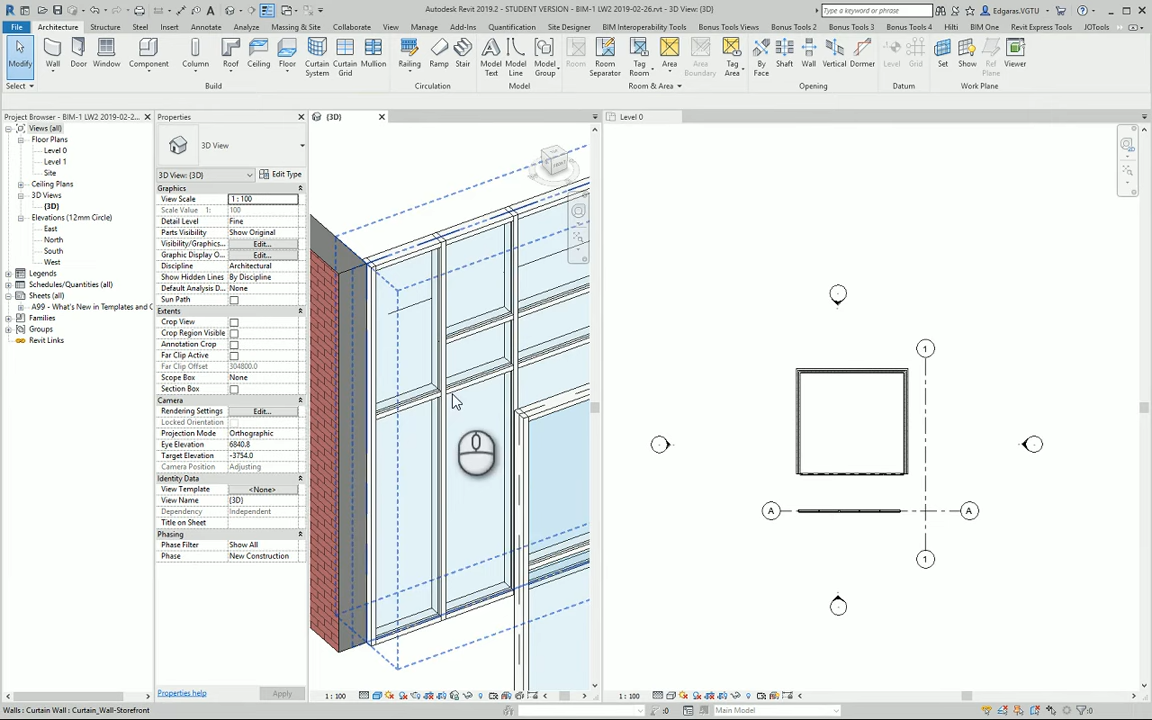 Autodesk Revit 2019.2 - STUDENT VERSION - BIM-1 LW2 2019-02-26.rvt - 3D View: {3D}
Type a keyword or phrase
Edgaras.VGTU
File Architecture Structure Steel Insert Annotate Analyze Massing & Site Collaborate View Manage Add-Ins Quantification Site Designer BIM Interoperability Tools Bonus Tools Views Bonus Tools 2 Bonus Tools 3 Bonus Tools 4 Hilti BIM One Revit Express Tools JOTools
Modify Wall Door Window Component Column Roof Ceiling Floor Curtain System Curtain Grid Mullion Railing Ramp Stair Model Text Model Line Model Group Room Room Separator Tag Room Area Area Boundary Tag Area By Face Shaft Wall Vertical Dormer Level Grid Set Show Ref Plane Viewer
Select Build Circulation Model Room & Area Opening Datum Work Plane
Project Browser - BIM-1 LW2 2019-02-2...
Views (all)
Floor Plans
Level 0
Level 1
Site
Ceiling Plans
3D Views
{3D}
Elevations (12mm Circle)
East
North
South
West
Legends
Schedules/Quantities (all)
Sheets (all)
A99 - What's New in Templates and C
Families
Groups
Revit Links
Properties
3D View
3D View: {3D}
Edit Type
Graphics
View Scale 1 : 100
Scale Value 1: 100
Detail Level Fine
Parts Visibility Show Original
Visibility/Graphics... Edit...
Graphic Display O... Edit...
Discipline Architectural
Show Hidden Lines By Discipline
Default Analysis D... None
Sun Path
Extents
Crop View
Crop Region Visible
Annotation Crop
Far Clip Active
Far Clip Offset 304800.0
Scope Box None
Section Box
Camera
Rendering Settings Edit...
Locked Orientation
Projection Mode Orthographic
Eye Elevation 6840.8
Target Elevation -3754.0
Camera Position Adjusting
Identity Data
View Template <None>
View Name {3D}
Dependency Independent
Title on Sheet
Phasing
Phase Filter Show All
Phase New Construction
Properties help
Apply
{3D}
FRONT
1 : 100
Level 0
1
A
A
1
1 : 100
Walls : Curtain Wall : Curtain_Wall-Storefront
:0
Main Model
:0